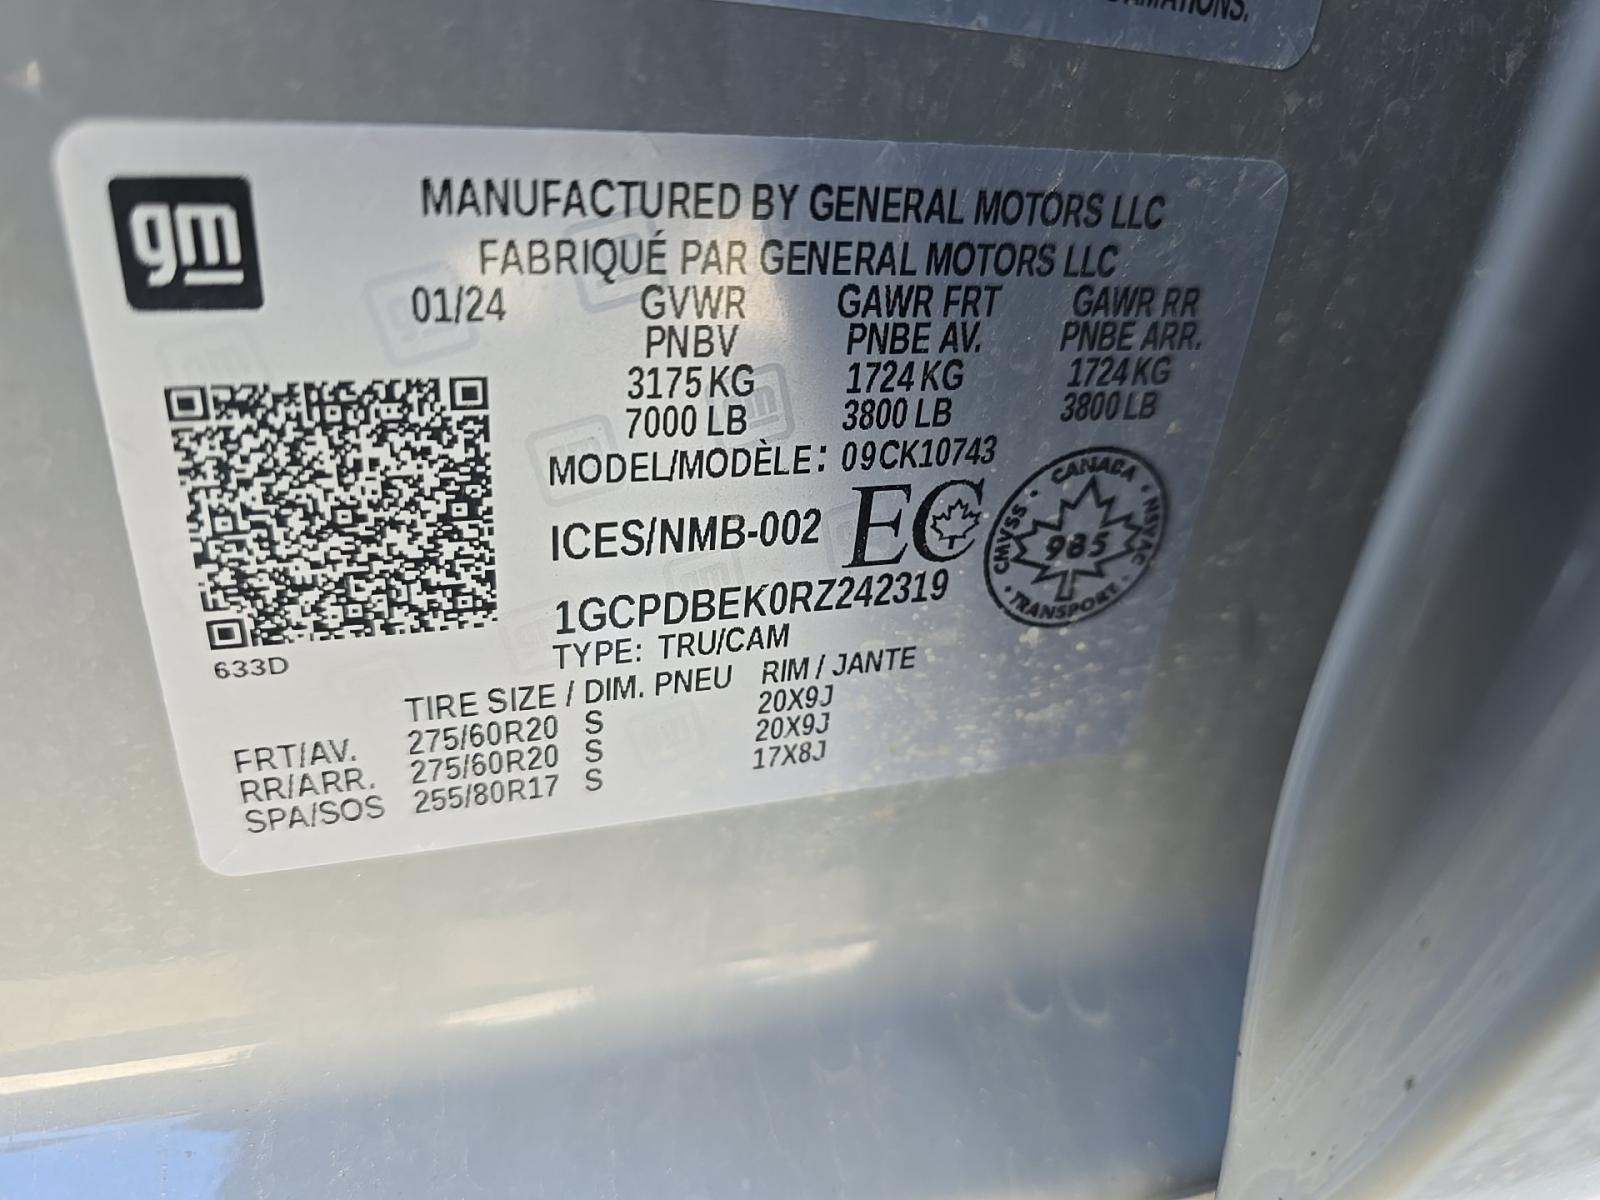 RMATIONS.
gm
MANUFACTURED BY GENERAL MOTORS LLC
FABRIQUÉ PAR GENERAL MOTORS LLC
01/24 GVWR GAWR FRT GAWR RR
PNBV PNBE AV. PNBE ARR.
3175 KG 1724 KG 1724 KG
7000 LB 3800 LB 3800 LB
MODEL/MODÈLE: 09CK10743
ICES/NMB-002 EC
CANADA · NSVAC · TRANSPORT · CMVSS ·
985
1GCPDBEK0RZ242319
TYPE: TRU/CAM
633D
TIRE SIZE / DIM. PNEU RIM / JANTE
FRT/AV. 275/60R20 S 20X9J
RR/ARR. 275/60R20 S 20X9J
SPA/SOS 255/80R17 S 17X8J